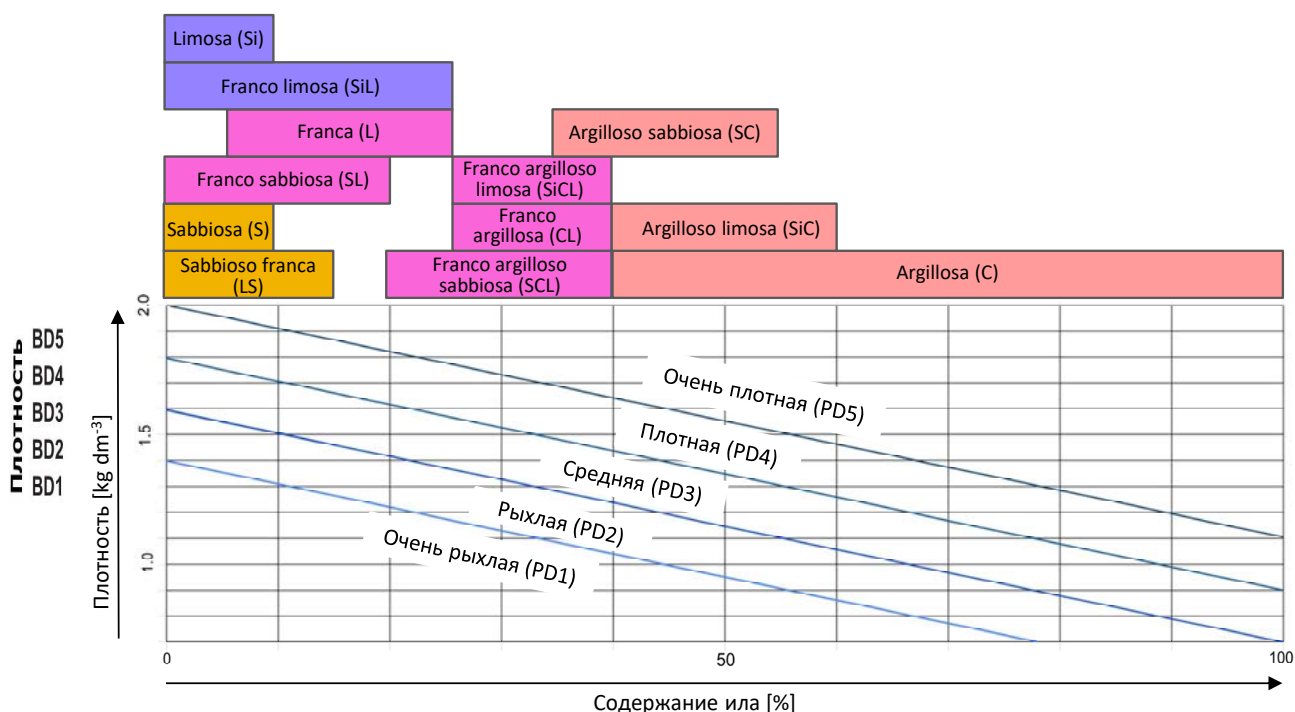 Limosa (Si)
Franco limosa (SiL)
Franca (L)
Argilloso sabbiosa (SC)
Franco sabbiosa (SL)
Franco argilloso
limosa (SiCL)
Sabbiosa (S)
Franco
argillosa (CL)
Argilloso limosa (SiC)
Sabbioso franca
(LS)
Franco argilloso
sabbiosa (SCL)
Argillosa (C)
Плотность
BD5
BD4
BD3
BD2
BD1
Плотность [kg dm-³]
2.0
1.5
1.0
Очень плотная (PD5)
Плотная (PD4)
Средняя (PD3)
Рыхлая (PD2)
Очень рыхлая (PD1)
0
50
100
Содержание ила [%]